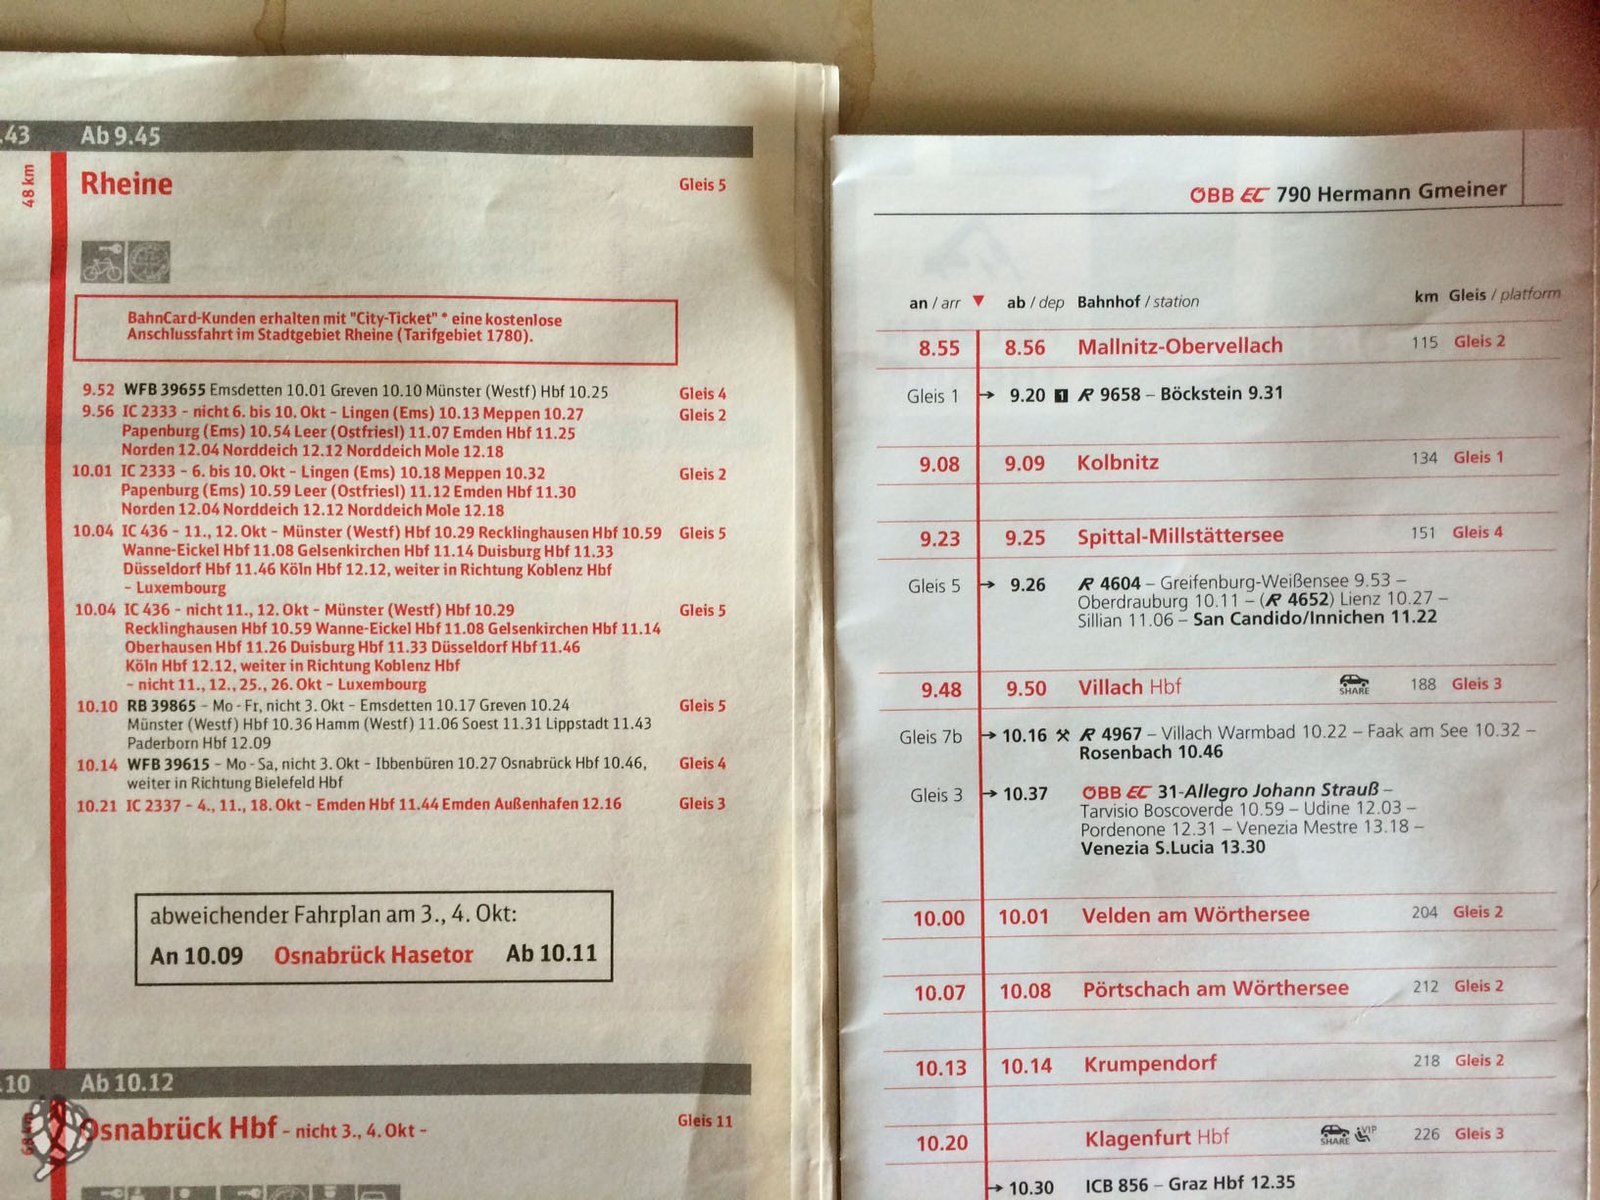 .43 Ab 9.45
48 km
Rheine Gleis 5
BahnCard-Kunden erhalten mit "City-Ticket" * eine kostenlose
Anschlussfahrt im Stadtgebiet Rheine (Tarifgebiet 1780).
9.52 WFB 39655 Emsdetten 10.01 Greven 10.10 Münster (Westf) Hbf 10.25 Gleis 4
9.56 IC 2333 – nicht 6. bis 10. Okt – Lingen (Ems) 10.13 Meppen 10.27 Gleis 2
Papenburg (Ems) 10.54 Leer (Ostfriesl) 11.07 Emden Hbf 11.25
Norden 12.04 Norddeich 12.12 Norddeich Mole 12.18
10.01 IC 2333 – 6. bis 10. Okt – Lingen (Ems) 10.18 Meppen 10.32 Gleis 2
Papenburg (Ems) 10.59 Leer (Ostfriesl) 11.12 Emden Hbf 11.30
Norden 12.04 Norddeich 12.12 Norddeich Mole 12.18
10.04 IC 436 – 11., 12. Okt – Münster (Westf) Hbf 10.29 Recklinghausen Hbf 10.59 Gleis 5
Wanne-Eickel Hbf 11.08 Gelsenkirchen Hbf 11.14 Duisburg Hbf 11.33
Düsseldorf Hbf 11.46 Köln Hbf 12.12, weiter in Richtung Koblenz Hbf
– Luxembourg
10.04 IC 436 – nicht 11., 12. Okt – Münster (Westf) Hbf 10.29 Gleis 5
Recklinghausen Hbf 10.59 Wanne-Eickel Hbf 11.08 Gelsenkirchen Hbf 11.14
Oberhausen Hbf 11.26 Duisburg Hbf 11.33 Düsseldorf Hbf 11.46
Köln Hbf 12.12, weiter in Richtung Koblenz Hbf
– nicht 11., 12., 25., 26. Okt – Luxembourg
10.10 RB 39865 – Mo - Fr, nicht 3. Okt – Emsdetten 10.17 Greven 10.24 Gleis 5
Münster (Westf) Hbf 10.36 Hamm (Westf) 11.06 Soest 11.31 Lippstadt 11.43
Paderborn Hbf 12.09
10.14 WFB 39615 – Mo - Sa, nicht 3. Okt – Ibbenbüren 10.27 Osnabrück Hbf 10.46, Gleis 4
weiter in Richtung Bielefeld Hbf
10.21 IC 2337 – 4., 11., 18. Okt – Emden Hbf 11.44 Emden Außenhafen 12.16 Gleis 3
abweichender Fahrplan am 3., 4. Okt:
An 10.09 Osnabrück Hasetor Ab 10.11
.10 Ab 10.12
Osnabrück Hbf – nicht 3., 4. Okt – Gleis 11
ÖBB EC 790 Hermann Gmeiner
an / arr ▼ ab / dep Bahnhof / station km Gleis / platform
8.55 8.56 Mallnitz-Obervellach 115 Gleis 2
Gleis 1 → 9.20 1 R 9658 – Böckstein 9.31
9.08 9.09 Kolbnitz 134 Gleis 1
9.23 9.25 Spittal-Millstättersee 151 Gleis 4
Gleis 5 → 9.26 R 4604 – Greifenburg-Weißensee 9.53 –
Oberdrauburg 10.11 – (R 4652) Lienz 10.27 –
Sillian 11.06 – San Candido/Innichen 11.22
9.48 9.50 Villach Hbf SHARE 188 Gleis 3
Gleis 7b → 10.16 ⚒ R 4967 – Villach Warmbad 10.22 – Faak am See 10.32 –
Rosenbach 10.46
Gleis 3 → 10.37 ÖBB EC 31-Allegro Johann Strauß –
Tarvisio Boscoverde 10.59 – Udine 12.03 –
Pordenone 12.31 – Venezia Mestre 13.18 –
Venezia S.Lucia 13.30
10.00 10.01 Velden am Wörthersee 204 Gleis 2
10.07 10.08 Pörtschach am Wörthersee 212 Gleis 2
10.13 10.14 Krumpendorf 218 Gleis 2
10.20 Klagenfurt Hbf SHARE VIP 226 Gleis 3
→ 10.30 ICB 856 – Graz Hbf 12.35